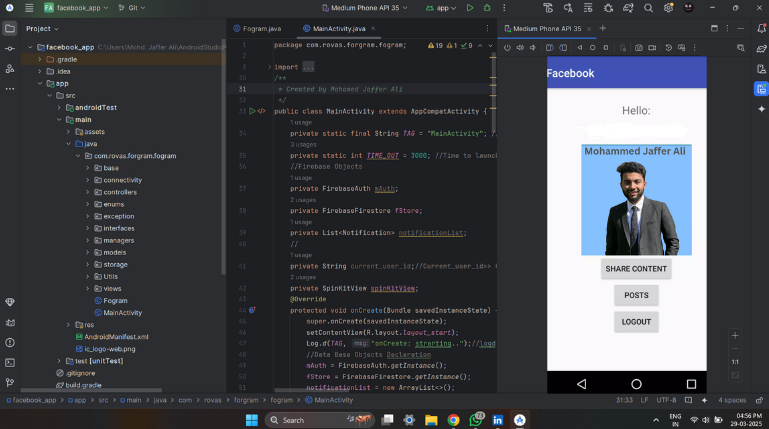 FA facebook_app Git Medium Phone API 35 app
Project
Fogram.java MainActivity.java
Medium Phone API 35
facebook_app C:\Users\Mohd. Jaffer Ali\AndroidStudio
.gradle
.idea
app
src
androidTest
main
assets
java
com.rovas.forgram.fogram
base
connectivity
controllers
enums
exception
interfaces
managers
models
storage
Utils
views
Fogram
MainActivity
res
AndroidManifest.xml
ic_logo-web.png
test [unitTest]
.gitignore
build.gradle
19 1 9
1 package com.rovas.forgram.fogram;
3 import ...
30 /**
31 * Created by Mohamed Jaffer Ali
32 */
33 public class MainActivity extends AppCompatActivity {
1 usage
34 private static final String TAG = "MainActivity";
3 usages
35 private static int TIME_OUT = 3000; //Time to launch
36 //Firebase Objects
1 usage
37 private FirebaseAuth mAuth;
2 usages
38 private FirebaseFirestore fStore;
1 usage
39 private List<Notification> notificationList;
40 //
1 usage
41 private String current_user_id;//Current_user_id>>
2 usages
42 private SpinKitView spinKitView;
43 @Override
44 protected void onCreate(Bundle savedInstanceState)
45 super.onCreate(savedInstanceState);
46 setContentView(R.layout.layout_start);
47 Log.d(TAG, msg: "onCreate: strarting..");//logd
48 //Data Base Objects Declaration
49 mAuth = FirebaseAuth.getInstance();
50 fStore = FirebaseFirestore.getInstance();
51 notificationList = new ArrayList<>();
Facebook
Hello:
Mohammed Jaffer Ali
SHARE CONTENT
POSTS
LOGOUT
1:1
facebook_app app src main java com rovas forgram fogram MainActivity
31:33 LF UTF-8 4 spaces
Search
73
ENG
IN
04:56 PM
29-03-2025